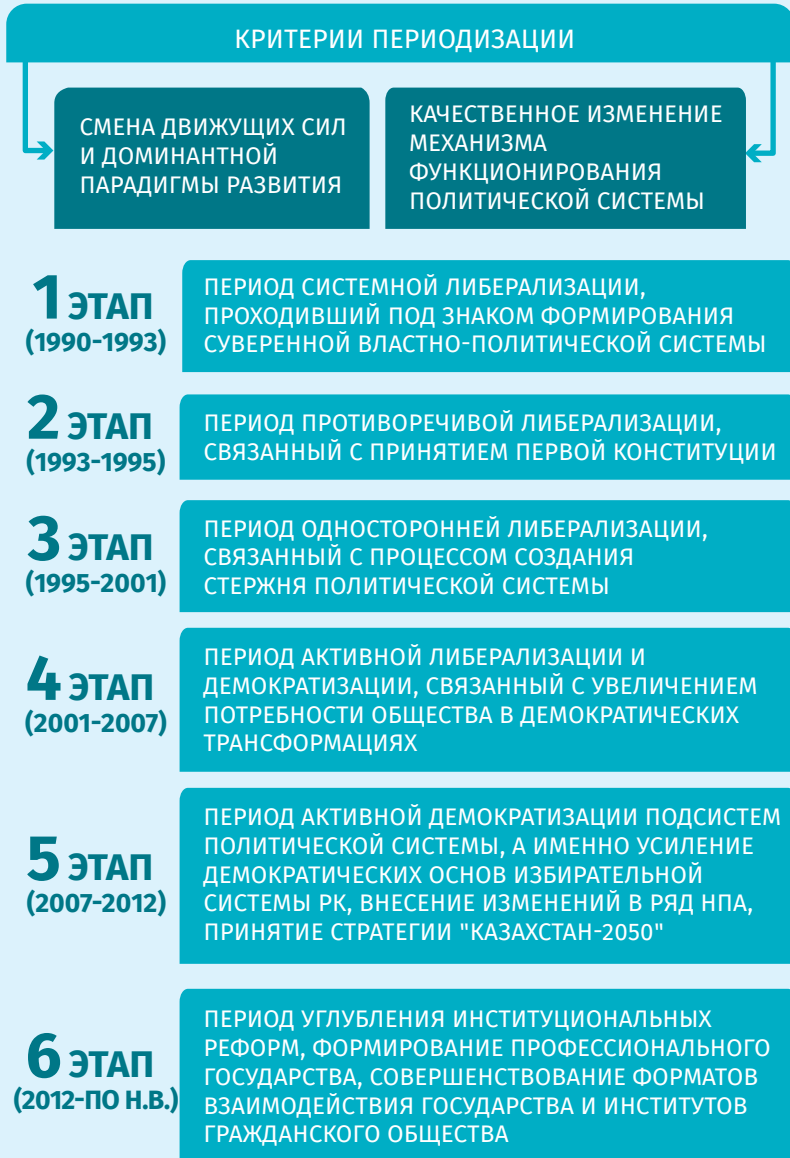 КРИТЕРИИ ПЕРИОДИЗАЦИИ
СМЕНА ДВИЖУЩИХ СИЛ
И ДОМИНАНТНОЙ
ПАРАДИГМЫ РАЗВИТИЯ
КАЧЕСТВЕННОЕ ИЗМЕНЕНИЕ
МЕХАНИЗМА
ФУНКЦИОНИРОВАНИЯ
ПОЛИТИЧЕСКОЙ СИСТЕМЫ
1 ЭТАП
(1990-1993)
ПЕРИОД СИСТЕМНОЙ ЛИБЕРАЛИЗАЦИИ,
ПРОХОДИВШИЙ ПОД ЗНАКОМ ФОРМИРОВАНИЯ
СУВЕРЕННОЙ ВЛАСТНО-ПОЛИТИЧЕСКОЙ СИСТЕМЫ
2 ЭТАП
(1993-1995)
ПЕРИОД ПРОТИВОРЕЧИВОЙ ЛИБЕРАЛИЗАЦИИ,
СВЯЗАННЫЙ С ПРИНЯТИЕМ ПЕРВОЙ КОНСТИТУЦИИ
3 ЭТАП
(1995-2001)
ПЕРИОД ОДНОСТОРОННЕЙ ЛИБЕРАЛИЗАЦИИ,
СВЯЗАННЫЙ С ПРОЦЕССОМ СОЗДАНИЯ
СТЕРЖНЯ ПОЛИТИЧЕСКОЙ СИСТЕМЫ
4 ЭТАП
(2001-2007)
ПЕРИОД АКТИВНОЙ ЛИБЕРАЛИЗАЦИИ И
ДЕМОКРАТИЗАЦИИ, СВЯЗАННЫЙ С УВЕЛИЧЕНИЕМ
ПОТРЕБНОСТИ ОБЩЕСТВА В ДЕМОКРАТИЧЕСКИХ
ТРАНСФОРМАЦИЯХ
5 ЭТАП
(2007-2012)
ПЕРИОД АКТИВНОЙ ДЕМОКРАТИЗАЦИИ ПОДСИСТЕМ
ПОЛИТИЧЕСКОЙ СИСТЕМЫ, А ИМЕННО УСИЛЕНИЕ
ДЕМОКРАТИЧЕСКИХ ОСНОВ ИЗБИРАТЕЛЬНОЙ
СИСТЕМЫ РК, ВНЕСЕНИЕ ИЗМЕНЕНИЙ В РЯД НПА,
ПРИНЯТИЕ СТРАТЕГИИ "КАЗАХСТАН-2050"
6 ЭТАП
(2012-ПО Н.В.)
ПЕРИОД УГЛУБЛЕНИЯ ИНСТИТУЦИОНАЛЬНЫХ
РЕФОРМ, ФОРМИРОВАНИЕ ПРОФЕССИОНАЛЬНОГО
ГОСУДАРСТВА, СОВЕРШЕНСТВОВАНИЕ ФОРМАТОВ
ВЗАИМОДЕЙСТВИЯ ГОСУДАРСТВА И ИНСТИТУТОВ
ГРАЖДАНСКОГО ОБЩЕСТВА